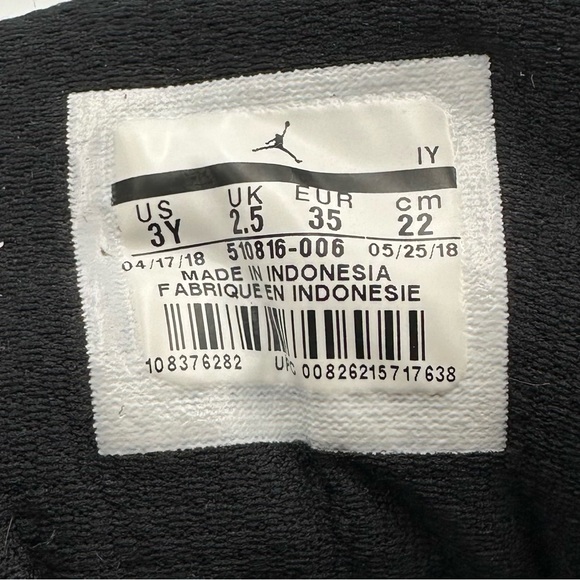 IY
US UK EUR cm
3Y 2.5 35 22
04/17/18 510816-006 05/25/18
MADE IN INDONESIA
FABRIQUE EN INDONESIE
108376282 UPC 00826215717638